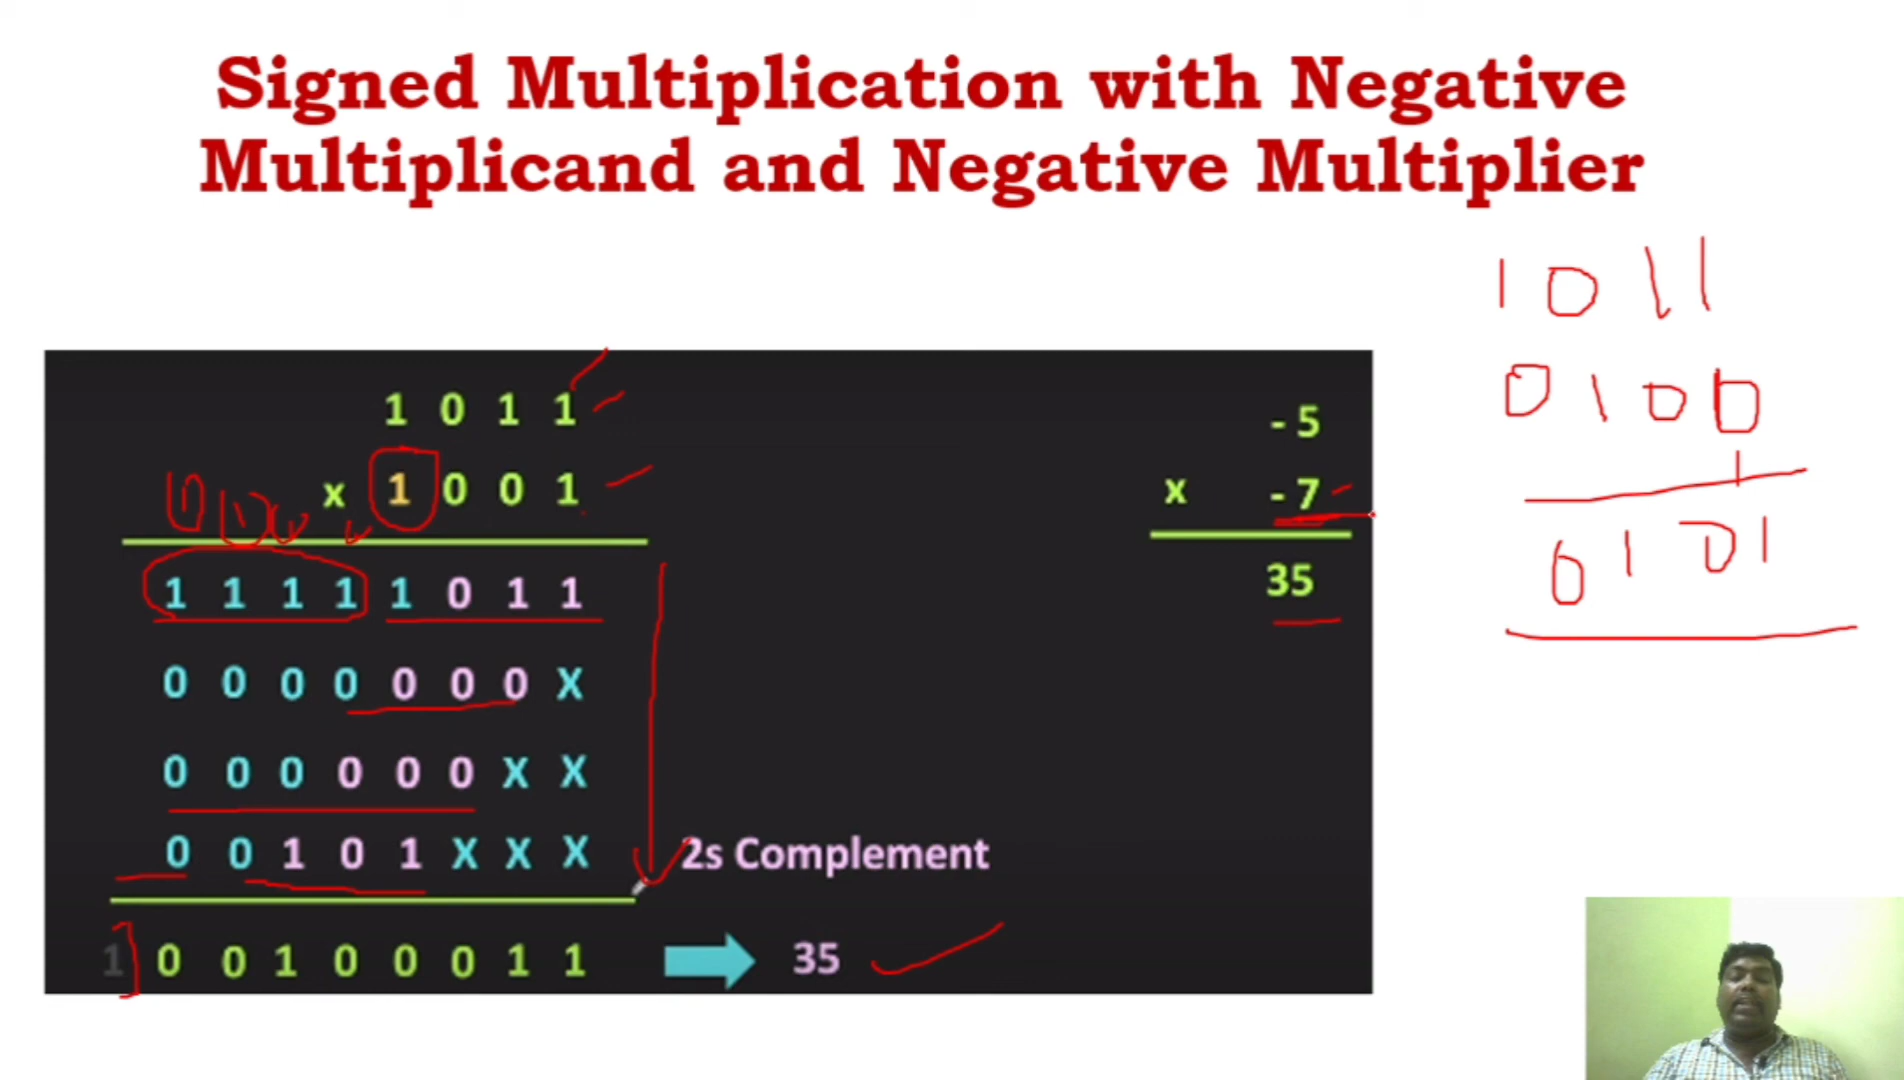 Signed Multiplication with Negative
Multiplicand and Negative Multiplier
1 0 1 1
x 1 0 0 1
1 1 1 1 1 0 1 1
0 0 0 0 0 0 0 X
0 0 0 0 0 0 X X
0 0 1 0 1 X X X
2s Complement
1 0 0 1 0 0 0 1 1
35
- 5
x - 7
35
1 0 1 1
0 1 0 0
1
0 1 0 1